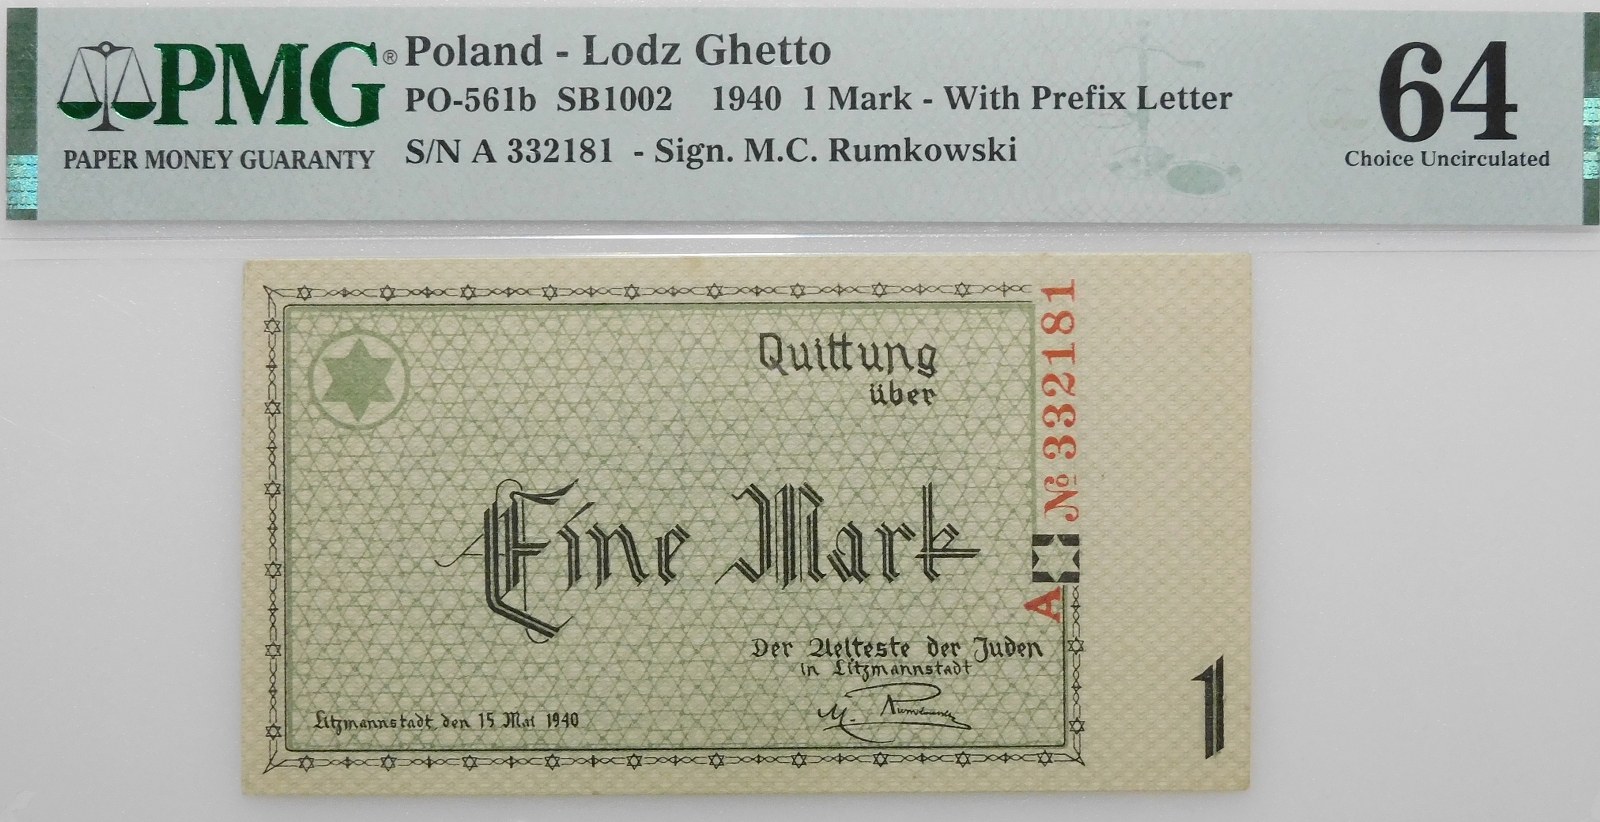 PMG®
PAPER MONEY GUARANTY
Poland - Lodz Ghetto
PO-561b SB1002 1940 1 Mark - With Prefix Letter
S/N A 332181 - Sign. M.C. Rumkowski
64
Choice Uncirculated
Quittung
über
Eine Mark
Der Aelteste der Juden
in Litzmannstadt
M. Rumkowski
Litzmannstadt den 15 Mai 1940
A № 332181
1